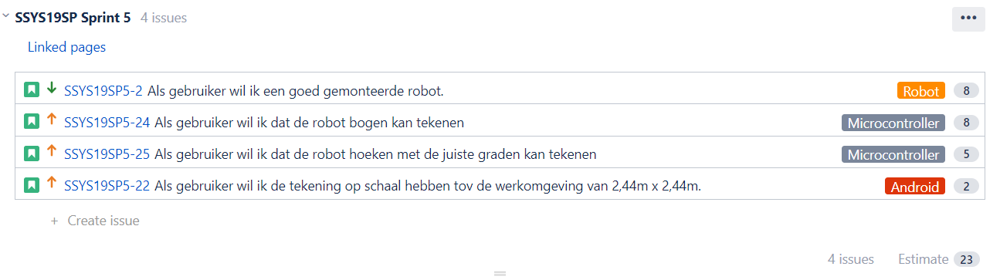 SSYS19SP Sprint 5 4 issues
Linked pages
SSYS19SP5-2 Als gebruiker wil ik een goed gemonteerde robot. Robot 8
SSYS19SP5-24 Als gebruiker wil ik dat de robot bogen kan tekenen Microcontroller 8
SSYS19SP5-25 Als gebruiker wil ik dat de robot hoeken met de juiste graden kan tekenen Microcontroller 5
SSYS19SP5-22 Als gebruiker wil ik de tekening op schaal hebben tov de werkomgeving van 2,44m x 2,44m. Android 2
+ Create issue
4 issues Estimate 23